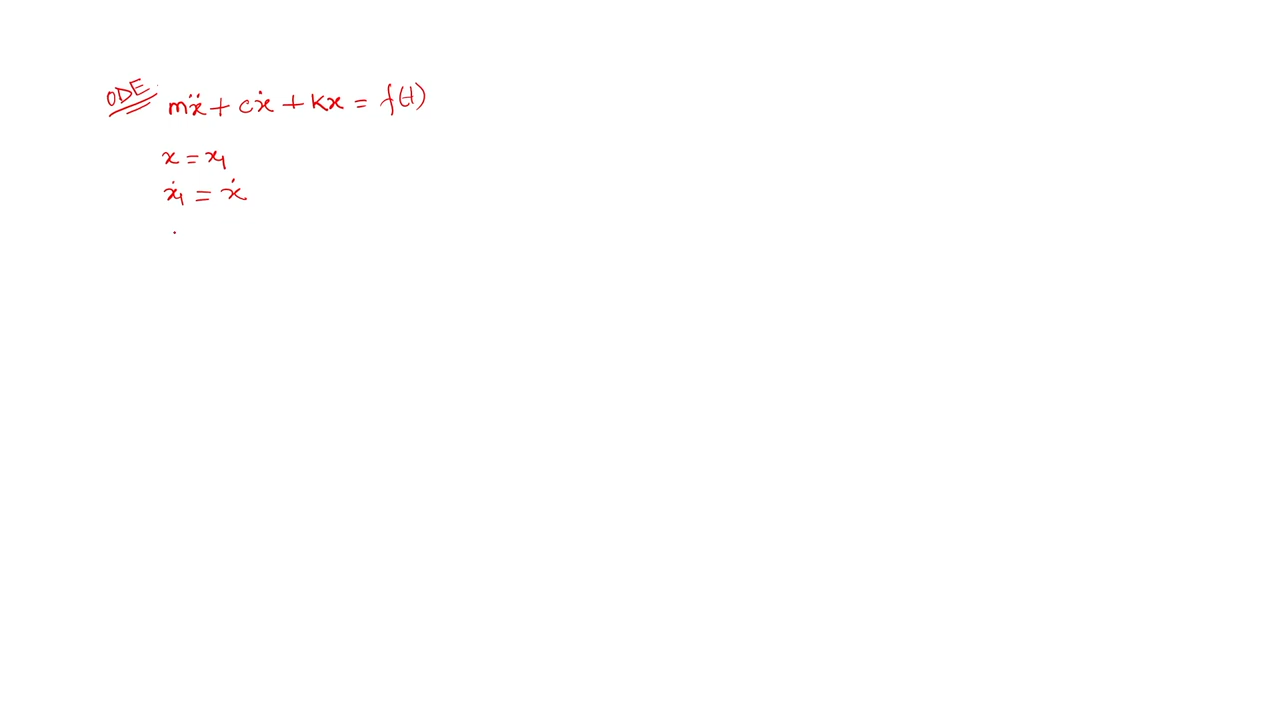 ODE
mẍ + cẋ + kx = f(t)
x = x₁
ẋ₁ = ẋ